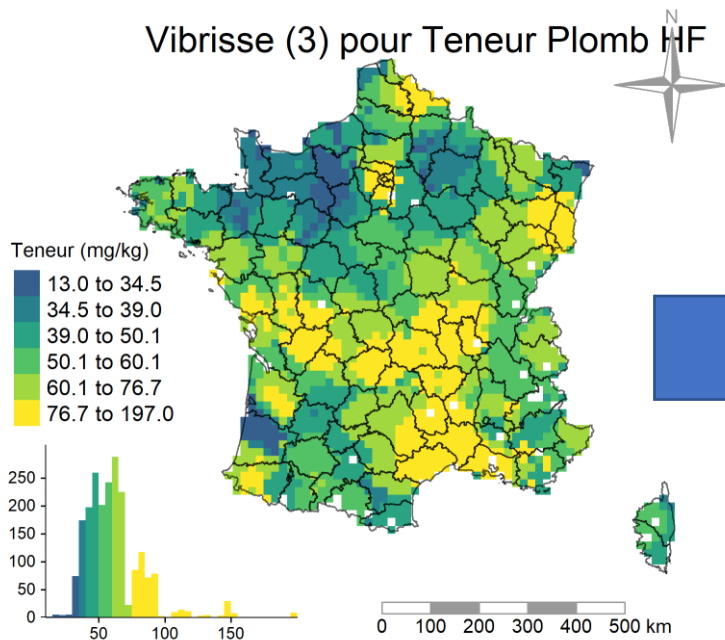 Vibrisse (3) pour Teneur Plomb HF
N
Teneur (mg/kg)
13.0 to 34.5
34.5 to 39.0
39.0 to 50.1
50.1 to 60.1
60.1 to 76.7
76.7 to 197.0
250
200
150
100
50
0
50 150
0 100 200 300 400 500 km